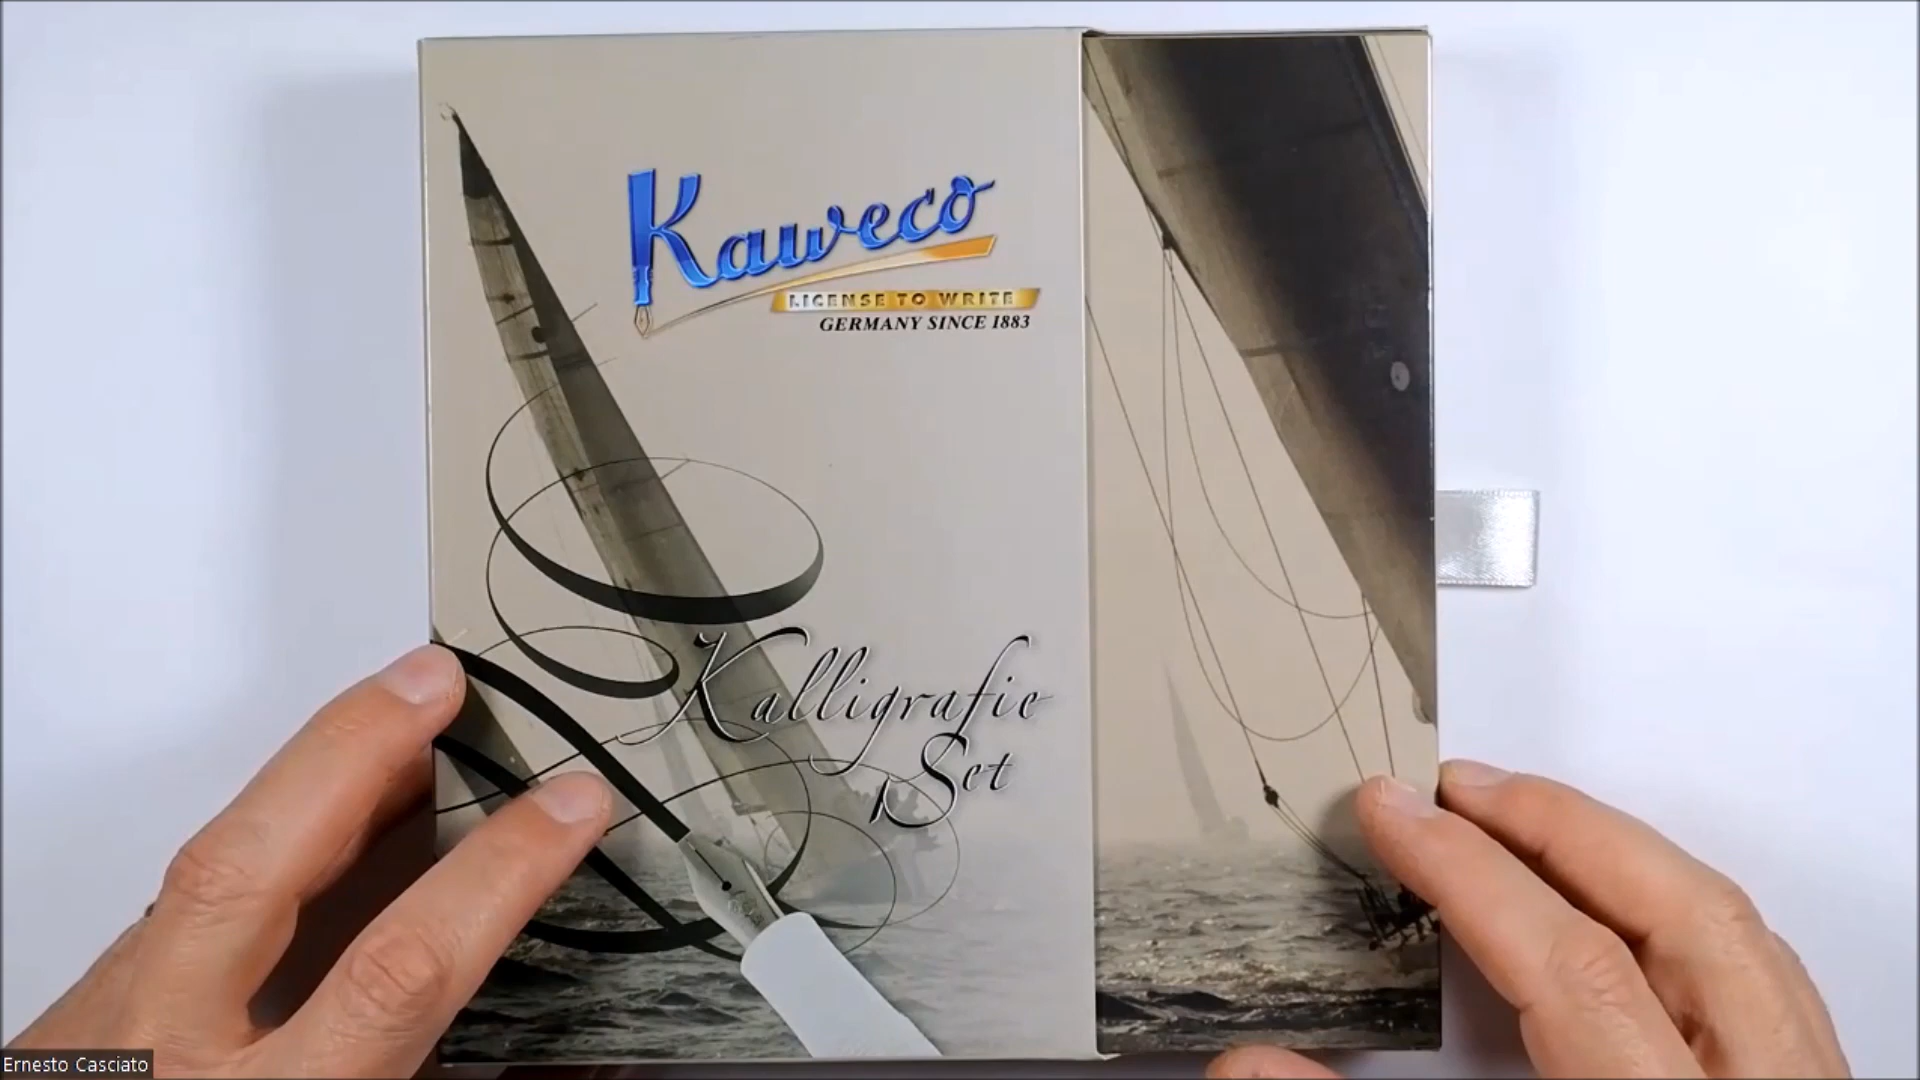 Kaweco
LICENSE TO WRITE
GERMANY SINCE 1883
Kalligrafie
Set
Ernesto Casciato